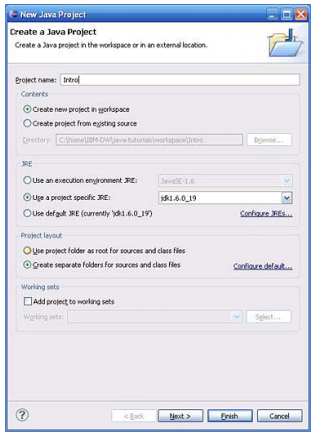 New Java Project
Create a Java Project
Create a Java project in the workspace or in an external location.
Project name: Intro
Contents
Create new project in workspace
Create project from existing source
Directory: C:\home\IBM-DW\java-tutorials\workspace\Intro Browse...
JRE
Use an execution environment JRE: JavaSE-1.6
Use a project specific JRE: jdk1.6.0_19
Use default JRE (currently 'jdk1.6.0_19') Configure JREs...
Project layout
Use project folder as root for sources and class files
Create separate folders for sources and class files Configure default...
Working sets
Add project to working sets
Working sets: Select...
? < Back Next > Finish Cancel